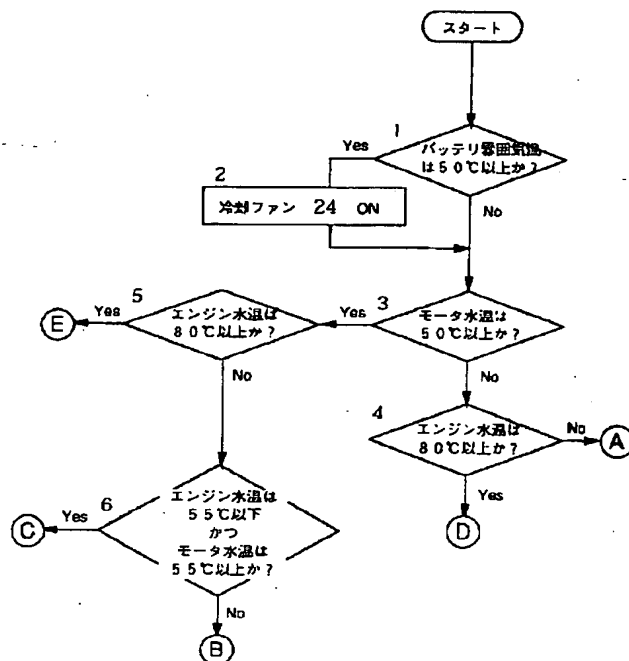 スタート
1
Yes
バッテリ雰囲気温
は50℃以上か?
2
冷却ファン 24 ON
No
5
3
E
Yes
エンジン水温は
80℃以上か?
Yes
モータ水温は
50℃以上か?
No
No
4
エンジン水温は
80℃以上か?
No
A
Yes
D
6
C
Yes
エンジン水温は
55℃以下
かつ
モータ水温は
55℃以上か?
No
B